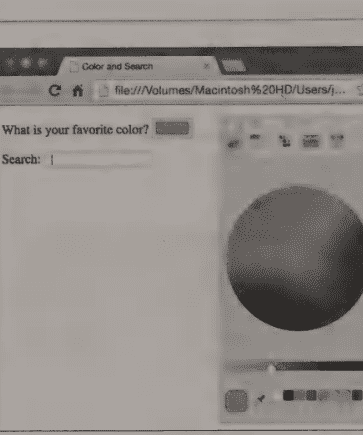 Color and Search
file:///Volumes/Macintosh%20HD/Users/j...
What is your favorite color?
Search: